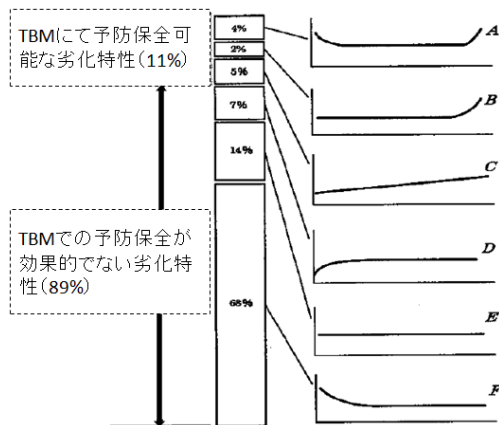 TBMにて予防保全可
能な劣化特性(11%)
TBMでの予防保全が
効果的でない劣化特
性(89%)
4%
2%
5%
7%
14%
68%
A
B
C
D
E
F